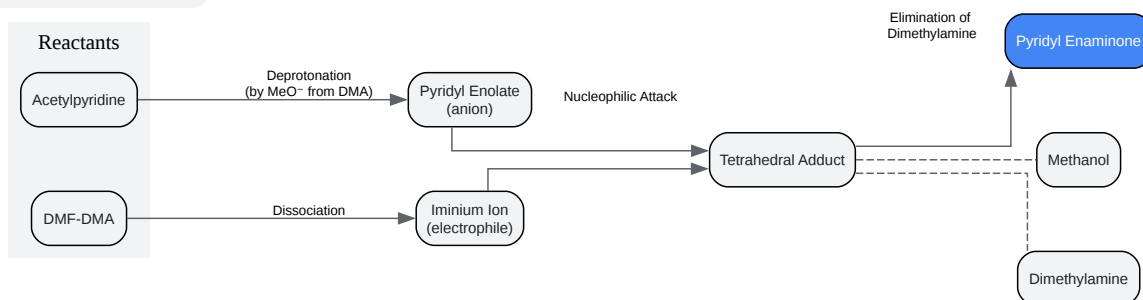 Reactants
Acetylpyridine
Deprotonation
(by MeO⁻ from DMA)
Pyridyl Enolate
(anion)
Nucleophilic Attack
Elimination of
Dimethylamine
Pyridyl Enaminone
Tetrahedral Adduct
Methanol
DMF-DMA
Dissociation
Iminium Ion
(electrophile)
Dimethylamine